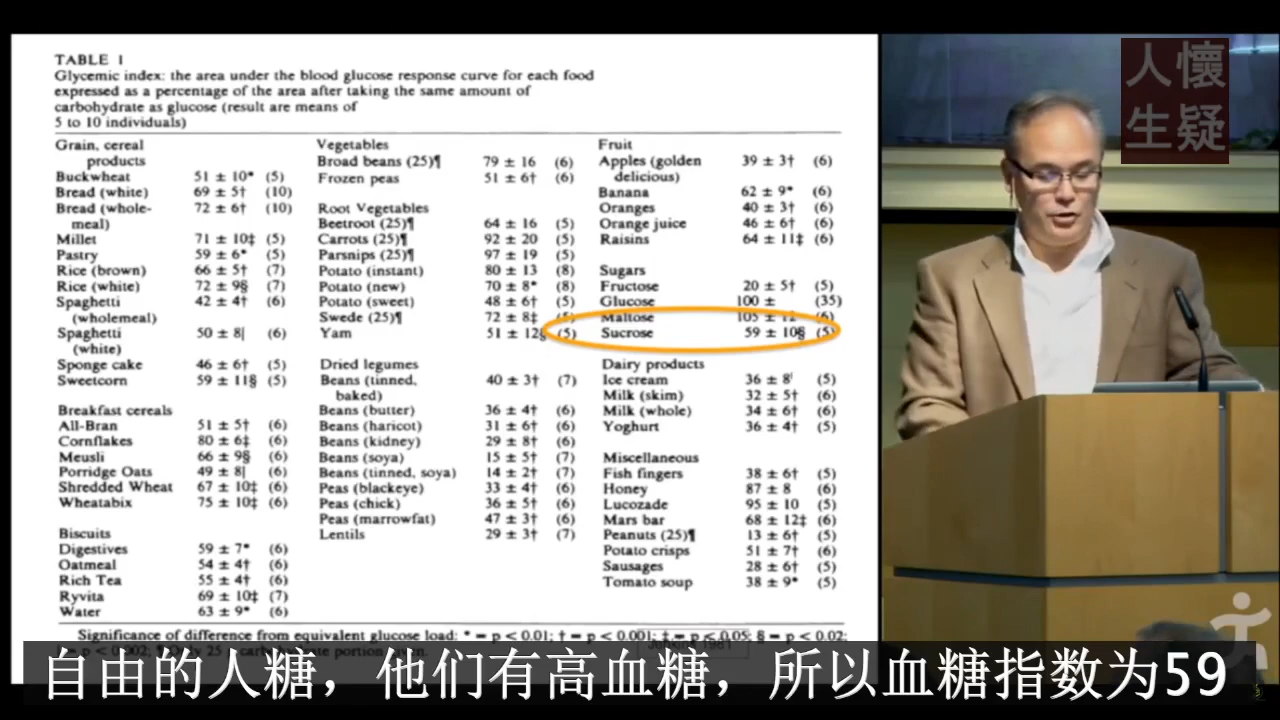 TABLE 1
Glycemic index: the area under the blood glucose response curve for each food
expressed as a percentage of the area after taking the same amount of
carbohydrate as glucose (result are means of
5 to 10 individuals)
Grain, cereal
products
Buckwheat 51 ± 10* (5)
Bread (white) 69 ± 5† (10)
Bread (whole-
meal) 72 ± 6† (10)
Millet 71 ± 10‡ (5)
Pastry 59 ± 6* (5)
Rice (brown) 66 ± 5† (7)
Rice (white) 72 ± 9§ (7)
Spaghetti 42 ± 4† (6)
(wholemeal)
Spaghetti 50 ± 8| (6)
(white)
Sponge cake 46 ± 6† (5)
Sweetcorn 59 ± 11§ (5)
Breakfast cereals
All-Bran 51 ± 5† (6)
Cornflakes 80 ± 6‡ (6)
Meusli 66 ± 9§ (6)
Porridge Oats 49 ± 8| (6)
Shredded Wheat 67 ± 10‡ (6)
Wheatabix 75 ± 10‡ (6)
Biscuits
Digestives 59 ± 7* (6)
Oatmeal 54 ± 4† (6)
Rich Tea 55 ± 4† (6)
Ryvita 69 ± 10‡ (7)
Water 63 ± 9* (6)
Vegetables
Broad beans (25)¶ 79 ± 16 (6)
Frozen peas 51 ± 6† (6)
Root Vegetables
Beetroot (25)¶ 64 ± 16 (5)
Carrots (25)¶ 92 ± 20 (5)
Parsnips (25)¶ 97 ± 19 (5)
Potato (instant) 80 ± 13 (8)
Potato (new) 70 ± 8* (8)
Potato (sweet) 48 ± 6† (5)
Swede (25)¶ 72 ± 8‡ (5)
Yam 51 ± 12§ (5)
Dried legumes
Beans (tinned, 40 ± 3† (7)
baked)
Beans (butter) 36 ± 4† (6)
Beans (haricot) 31 ± 6† (6)
Beans (kidney) 29 ± 8† (6)
Beans (soya) 15 ± 5† (7)
Beans (tinned, soya) 14 ± 2† (7)
Peas (blackeye) 33 ± 4† (6)
Peas (chick) 36 ± 5† (6)
Peas (marrowfat) 47 ± 3† (6)
Lentils 29 ± 3† (7)
Fruit
Apples (golden 39 ± 3† (6)
delicious)
Banana 62 ± 9* (6)
Oranges 40 ± 3† (6)
Orange juice 46 ± 6† (6)
Raisins 64 ± 11‡ (6)
Sugars
Fructose 20 ± 5† (5)
Glucose 100 ± (35)
Maltose 105 ± 12 (6)
Sucrose 59 ± 10§ (5)
Dairy products
Ice cream 36 ± 8| (5)
Milk (skim) 32 ± 5† (6)
Milk (whole) 34 ± 6† (6)
Yoghurt 36 ± 4† (5)
Miscellaneous
Fish fingers 38 ± 6† (5)
Honey 87 ± 8 (6)
Lucozade 95 ± 10 (5)
Mars bar 68 ± 12‡ (6)
Peanuts (25)¶ 13 ± 6† (5)
Potato crisps 51 ± 7† (6)
Sausages 28 ± 6† (5)
Tomato soup 38 ± 9* (5)
Significance of difference from equivalent glucose load: * = p < 0.01; † = p < 0.001; ‡ = p < 0.05; § = p < 0.02;
人懷
生疑
自由的人糖，他们有高血糖，所以血糖指数为59